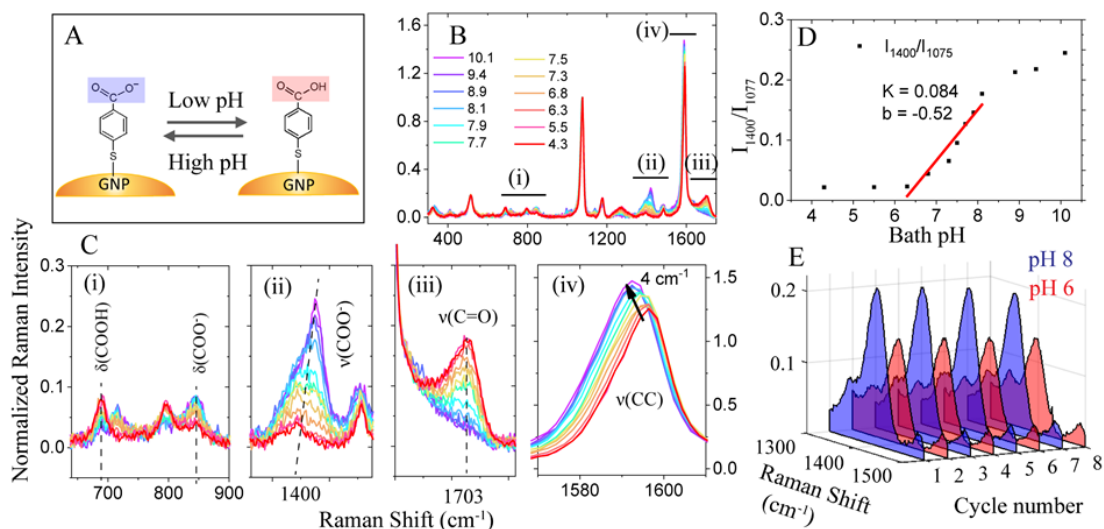 A
O
O⁻
S
GNP
Low pH
High pH
O
OH
S
GNP
B
(iv)
10.1
9.4
8.9
8.1
7.9
7.7
7.5
7.3
6.8
6.3
5.5
4.3
(i)
(ii)
(iii)
1.6
1.2
0.8
0.4
0.0
400
800
1200
1600
D
I₁₄₀₀/I₁₀₇₅
K = 0.084
b = -0.52
I₁₄₀₀/I₁₀₇₇
0.3
0.2
0.1
0.0
4
5
6
7
8
9
10
Bath pH
C
Normalized Raman Intensity
0.3
0.2
0.1
0.0
(i)
δ(COOH)
δ(COO⁻)
700
800
900
(ii)
ν(COO⁻)
1400
(iii)
ν(C=O)
1703
(iv)
4 cm⁻¹
ν(CC)
1580
1600
1.5
1.0
0.5
0.0
Raman Shift (cm⁻¹)
E
pH 8
pH 6
0.2
0.1
1300
1400
1500
Raman Shift
(cm⁻¹)
1
2
3
4
5
6
7
8
Cycle number